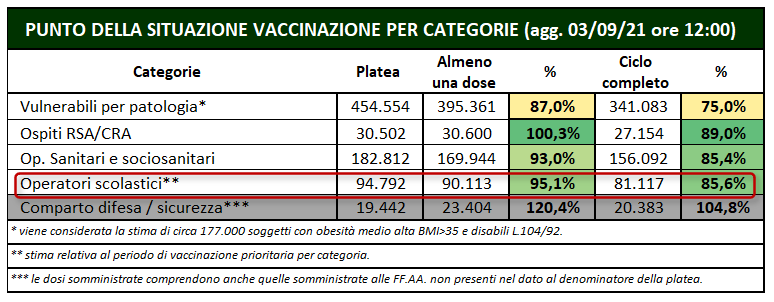 PUNTO DELLA SITUAZIONE VACCINAZIONE PER CATEGORIE (agg. 03/09/21 ore 12:00)
Categorie Platea Almeno una dose % Ciclo completo %
Vulnerabili per patologia* 454.554 395.361 87,0% 341.083 75,0%
Ospiti RSA/CRA 30.502 30.600 100,3% 27.154 89,0%
Op. Sanitari e sociosanitari 182.812 169.944 93,0% 156.092 85,4%
Operatori scolastici** 94.792 90.113 95,1% 81.117 85,6%
Comparto difesa / sicurezza*** 19.442 23.404 120,4% 20.383 104,8%
* viene considerata la stima di circa 177.000 soggetti con obesità medio alta BMI>35 e disabili L.104/92.
** stima relativa al periodo di vaccinazione prioritaria per categoria.
*** le dosi somministrate comprendono anche quelle somministrate alle FF.AA. non presenti nel dato al denominatore della platea.